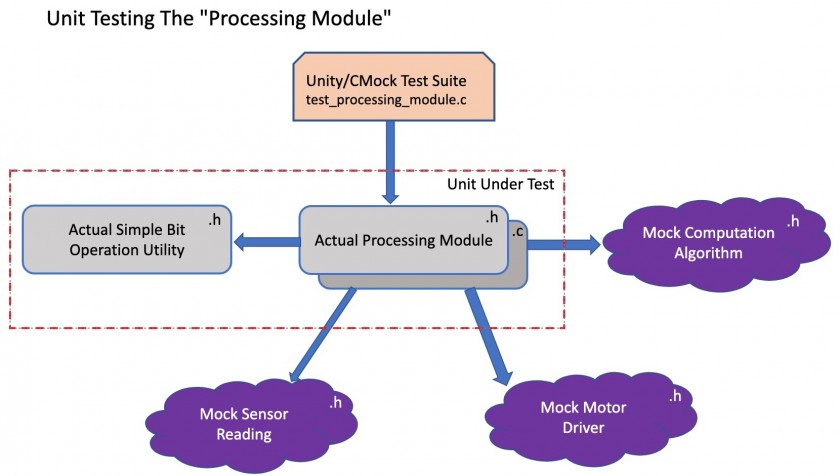 Unit Testing The "Processing Module"
Unity/CMock Test Suite
test_processing_module.c
Unit Under Test
Actual Simple Bit
Operation Utility
.h
Actual Processing Module
.h
.c
Mock Computation
Algorithm
.h
Mock Sensor
Reading
.h
Mock Motor
Driver
.h